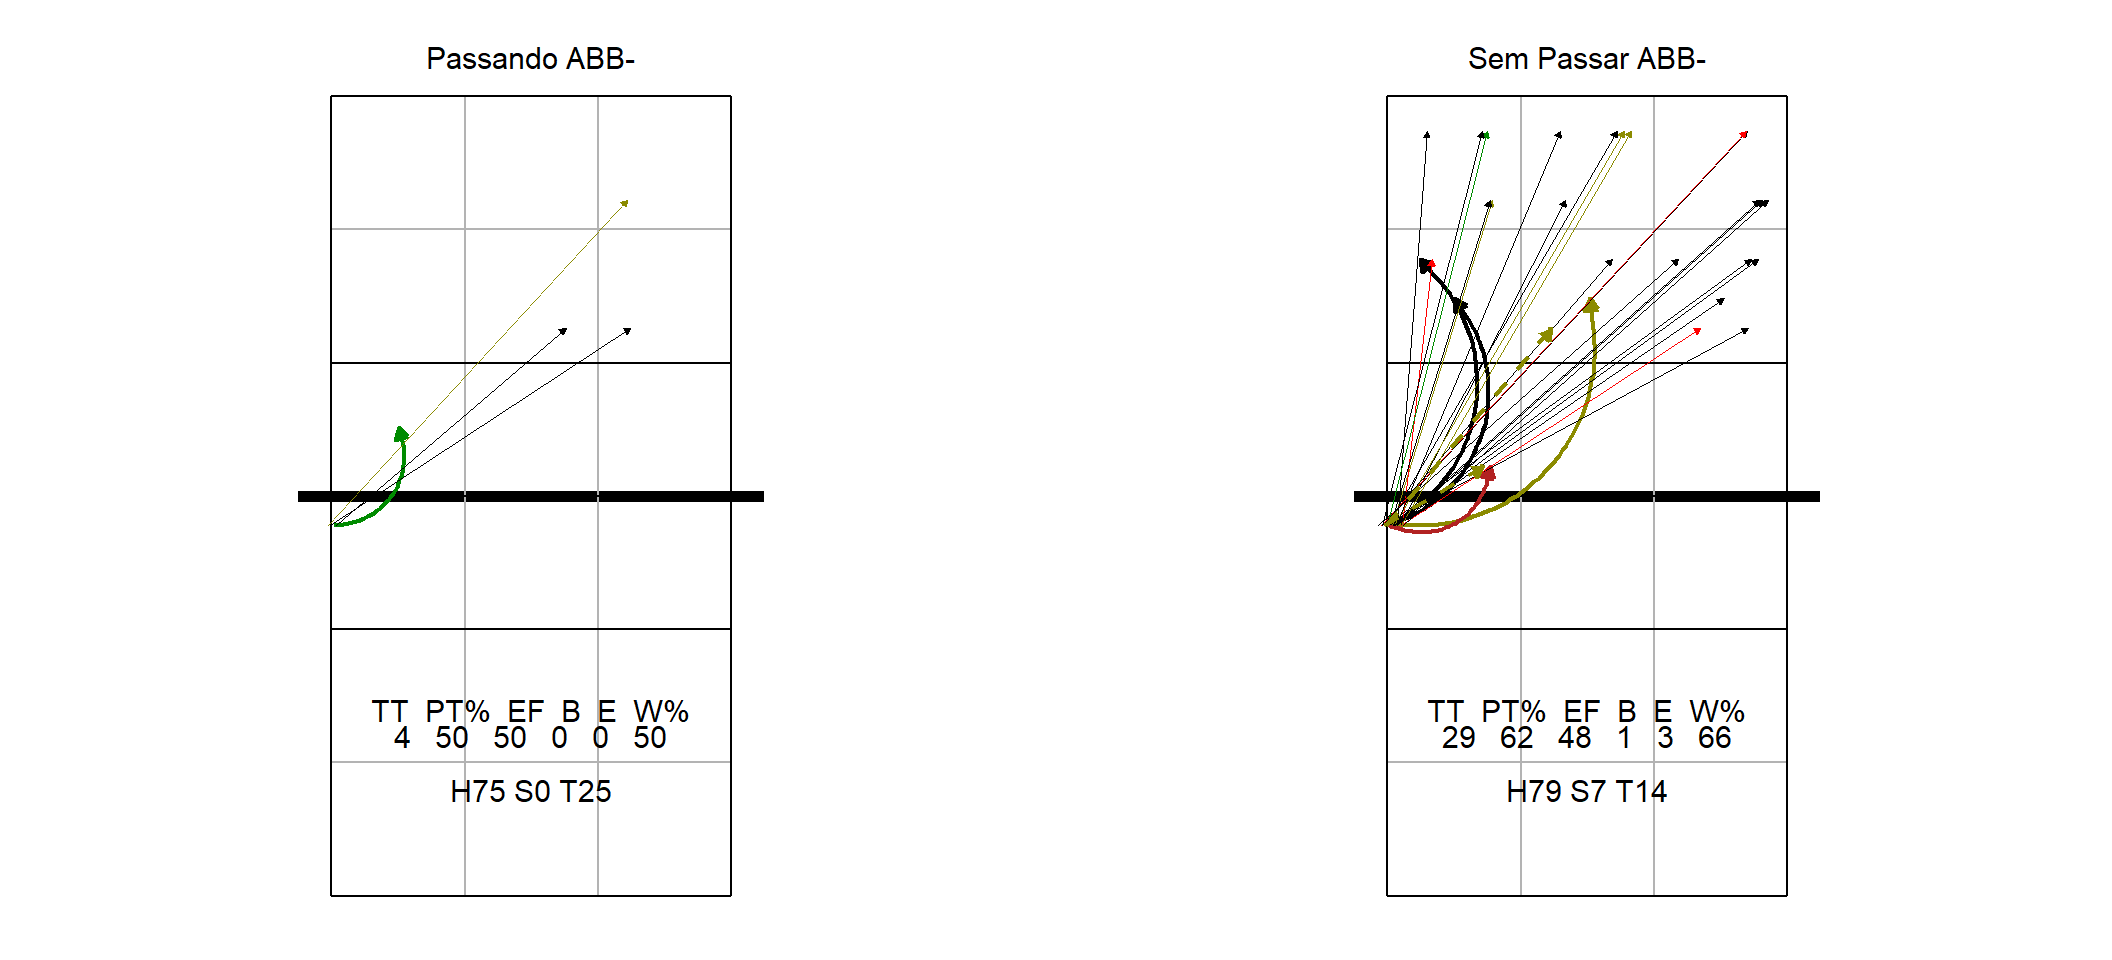 Passando ABB-
TT PT% EF B E W%
4 50 50 0 0 50
H75 S0 T25
Sem Passar ABB-
TT PT% EF B E W%
29 62 48 1 3 66
H79 S7 T14